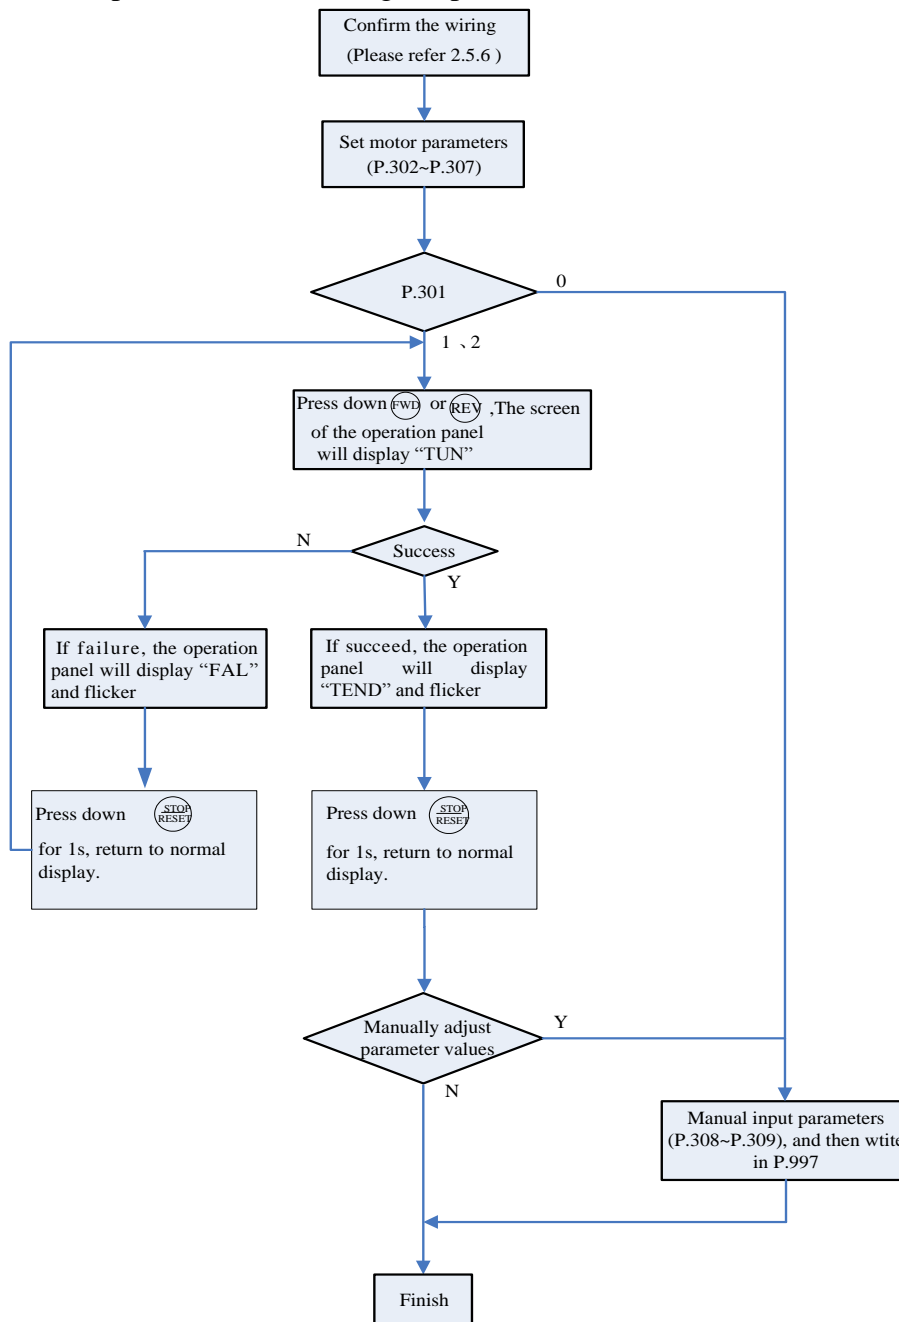 Confirm the wiring
(Please refer 2.5.6 )
Set motor parameters
(P.302~P.307)
P.301
0
1 、2
Press down FWD or REV ,The screen
of the operation panel
will display “TUN”
N
Success
Y
If failure, the operation
panel will display “FAL”
and flicker
If succeed, the operation
panel will display
“TEND” and flicker
Press down STOP
RESET
for 1s, return to normal
display.
Press down STOP
RESET
for 1s, return to normal
display.
Manually adjust
parameter values
Y
N
Manual input parameters
(P.308~P.309), and then wtite
in P.997
Finish